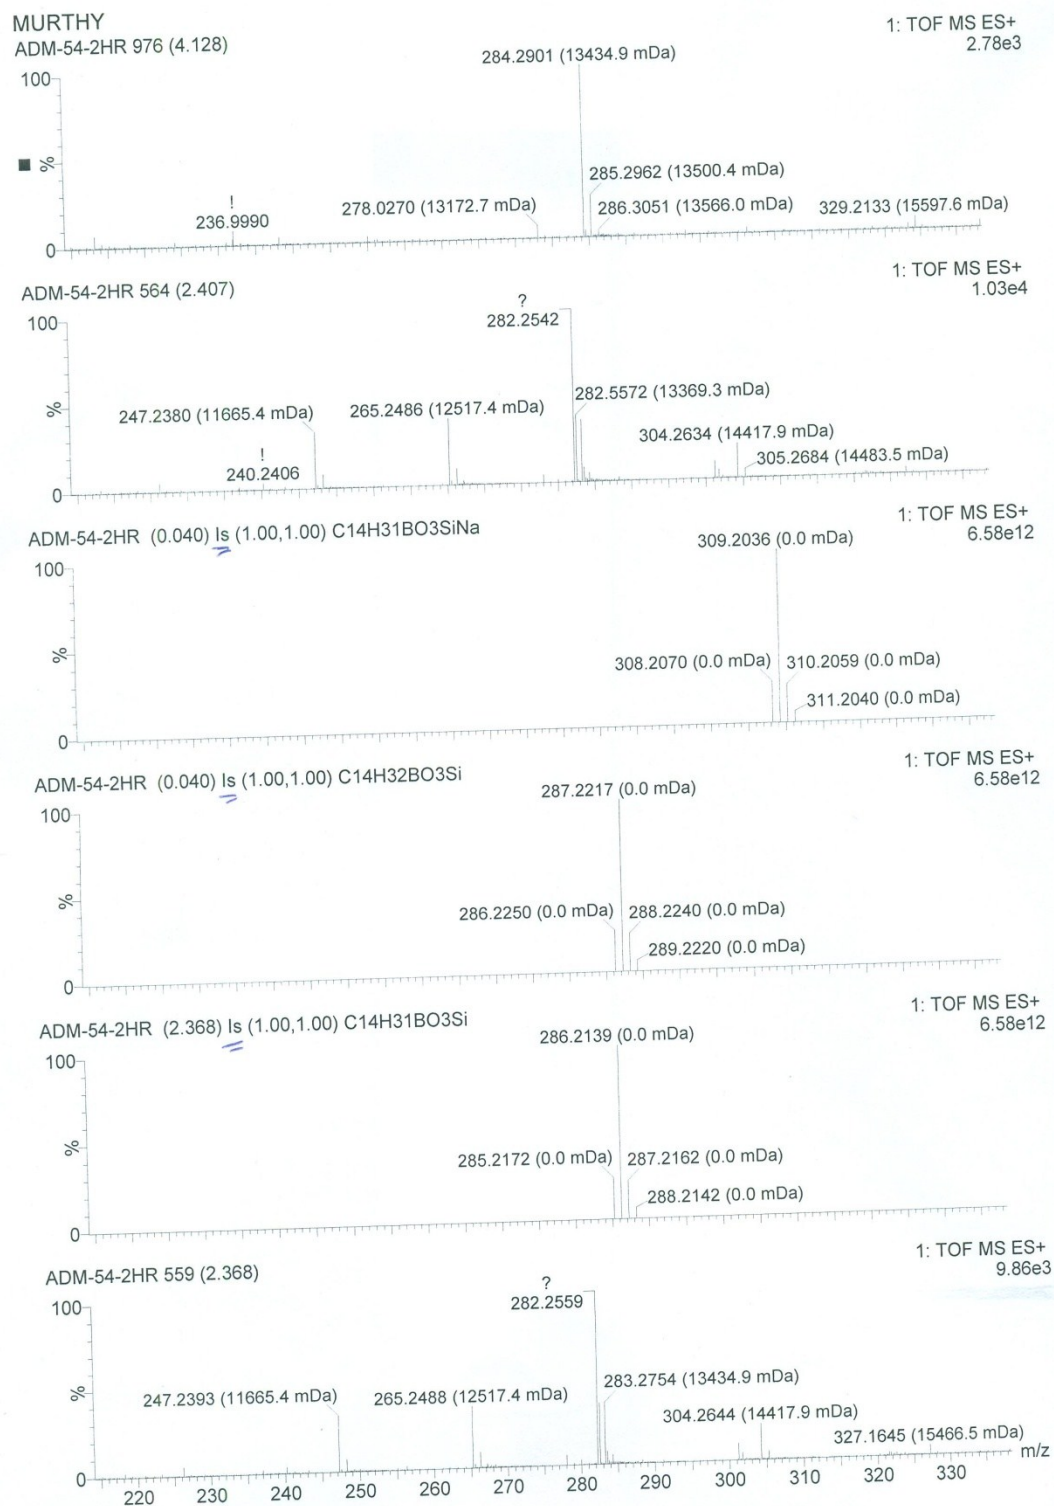 MURTHY
ADM-54-2HR 976 (4.128)
1: TOF MS ES+
2.78e3
284.2901 (13434.9 mDa)
100
%
285.2962 (13500.4 mDa)
!
236.9990
278.0270 (13172.7 mDa)
286.3051 (13566.0 mDa)
329.2133 (15597.6 mDa)
0
ADM-54-2HR 564 (2.407)
1: TOF MS ES+
1.03e4
?
282.2542
100
%
247.2380 (11665.4 mDa)
265.2486 (12517.4 mDa)
282.5572 (13369.3 mDa)
304.2634 (14417.9 mDa)
!
240.2406
305.2684 (14483.5 mDa)
0
ADM-54-2HR (0.040) Is (1.00,1.00) C14H31BO3SiNa
1: TOF MS ES+
6.58e12
309.2036 (0.0 mDa)
100
%
308.2070 (0.0 mDa)
310.2059 (0.0 mDa)
311.2040 (0.0 mDa)
0
ADM-54-2HR (0.040) Is (1.00,1.00) C14H32BO3Si
1: TOF MS ES+
6.58e12
287.2217 (0.0 mDa)
100
%
286.2250 (0.0 mDa)
288.2240 (0.0 mDa)
289.2220 (0.0 mDa)
0
ADM-54-2HR (2.368) Is (1.00,1.00) C14H31BO3Si
1: TOF MS ES+
6.58e12
286.2139 (0.0 mDa)
100
%
285.2172 (0.0 mDa)
287.2162 (0.0 mDa)
288.2142 (0.0 mDa)
0
ADM-54-2HR 559 (2.368)
1: TOF MS ES+
9.86e3
?
282.2559
100
%
247.2393 (11665.4 mDa)
265.2488 (12517.4 mDa)
283.2754 (13434.9 mDa)
304.2644 (14417.9 mDa)
327.1645 (15466.5 mDa)
0
m/z
220 230 240 250 260 270 280 290 300 310 320 330